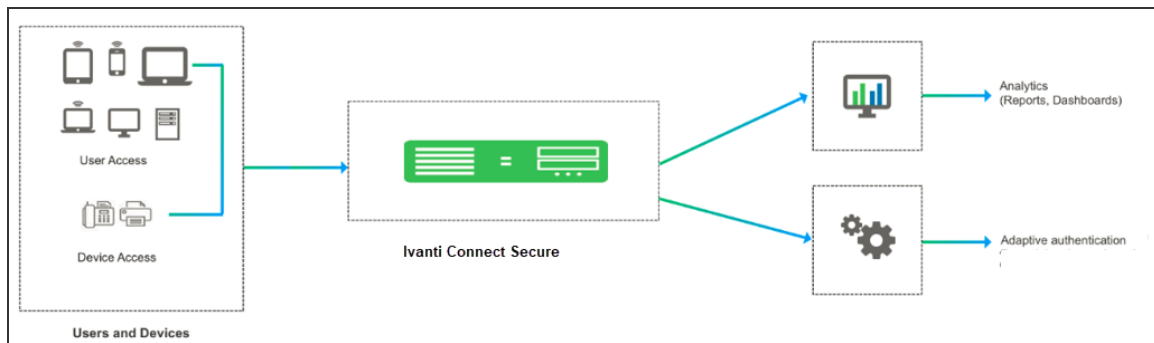 User Access
Device Access
Users and Devices
Ivanti Connect Secure
Analytics
(Reports, Dashboards)
Adaptive authentication